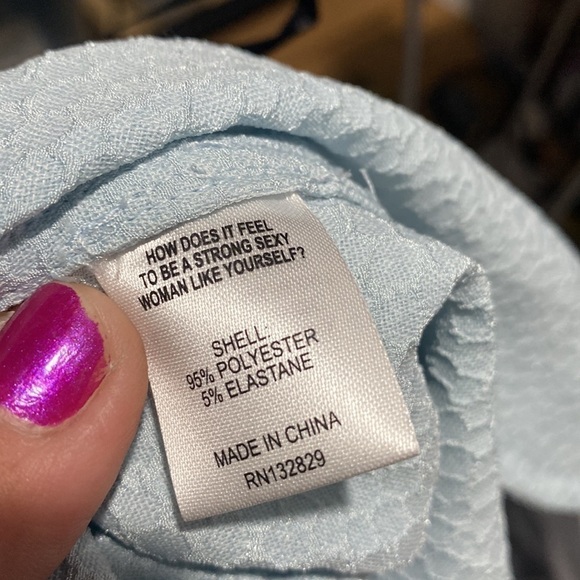 HOW DOES IT FEEL
TO BE A STRONG SEXY
WOMAN LIKE YOURSELF?
SHELL:
95% POLYESTER
5% ELASTANE
MADE IN CHINA
RN132829